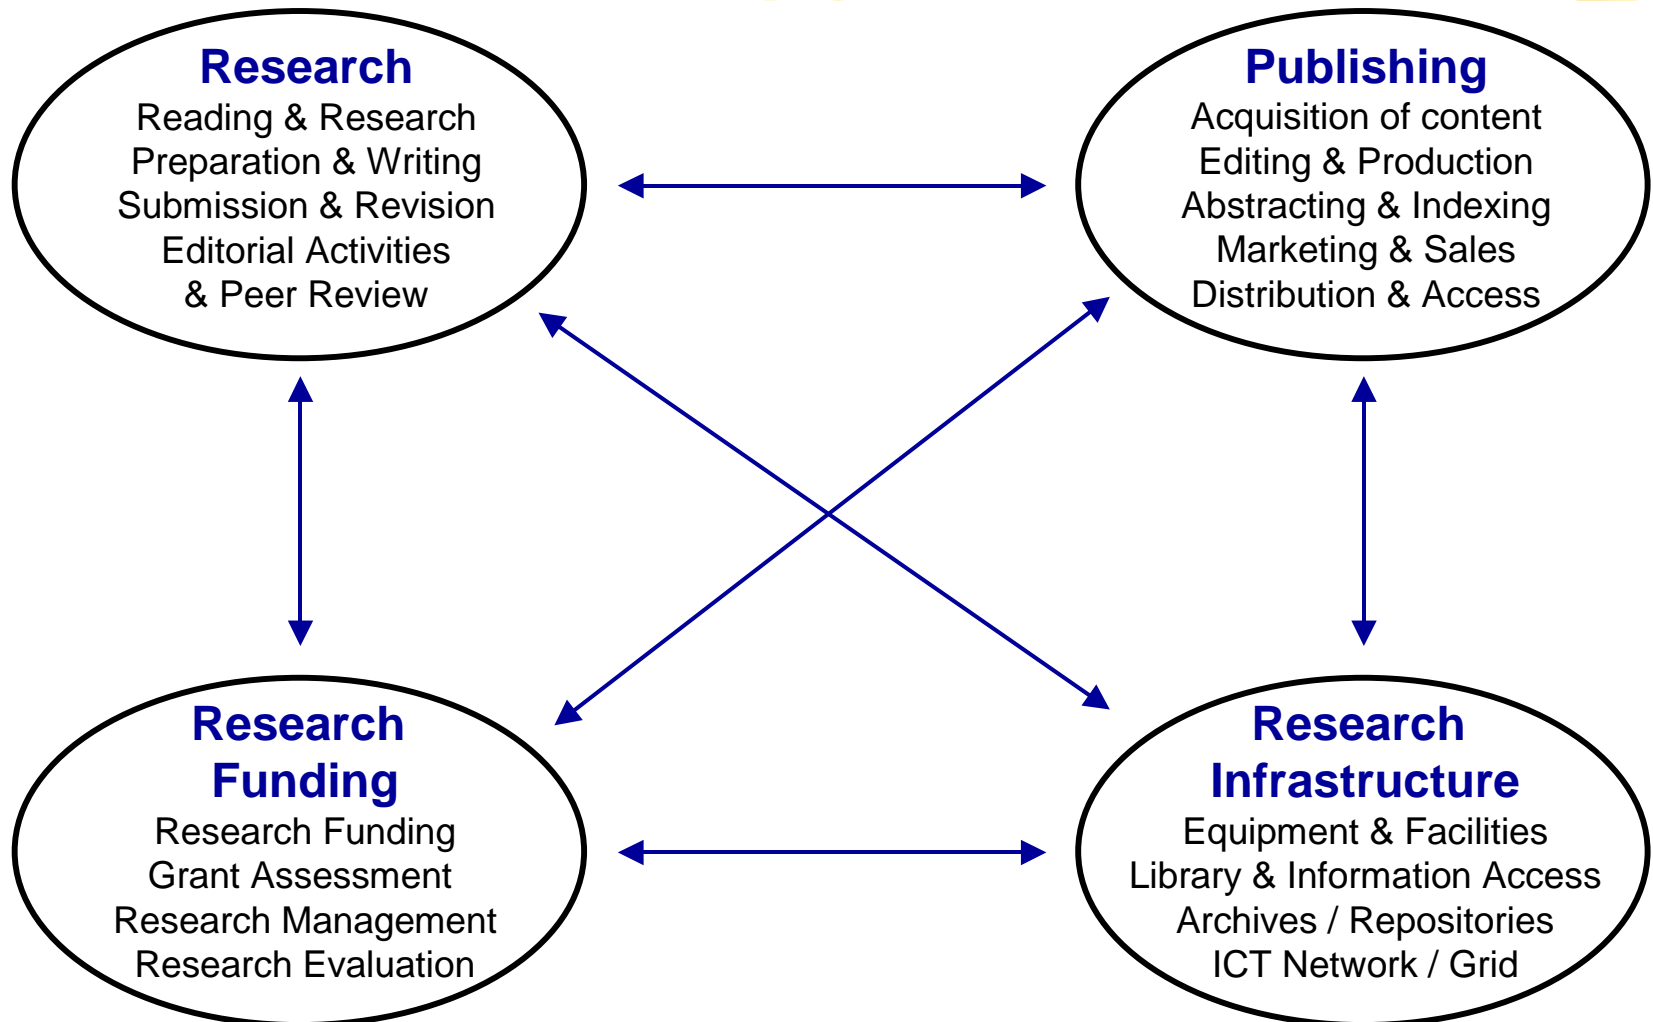 Research
Reading & Research
Preparation & Writing
Submission & Revision
Editorial Activities
& Peer Review
Publishing
Acquisition of content
Editing & Production
Abstracting & Indexing
Marketing & Sales
Distribution & Access
Research
Funding
Research Funding
Grant Assessment
Research Management
Research Evaluation
Research
Infrastructure
Equipment & Facilities
Library & Information Access
Archives / Repositories
ICT Network / Grid